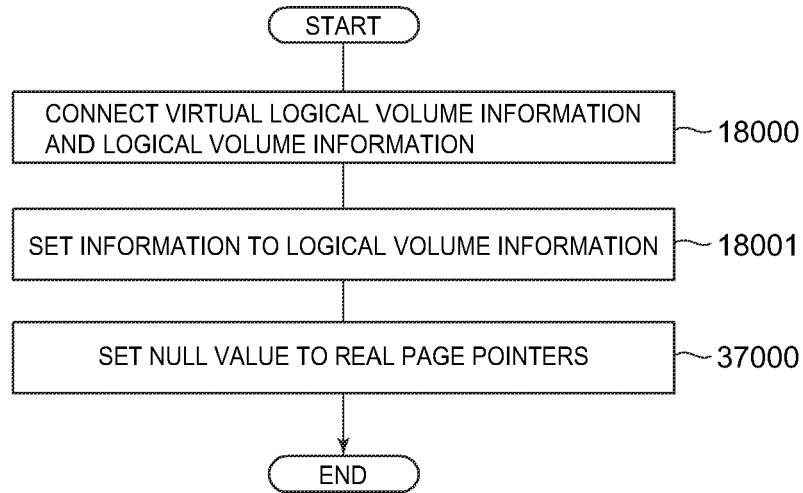 START
CONNECT VIRTUAL LOGICAL VOLUME INFORMATION
AND LOGICAL VOLUME INFORMATION
18000
SET INFORMATION TO LOGICAL VOLUME INFORMATION
18001
SET NULL VALUE TO REAL PAGE POINTERS
37000
END